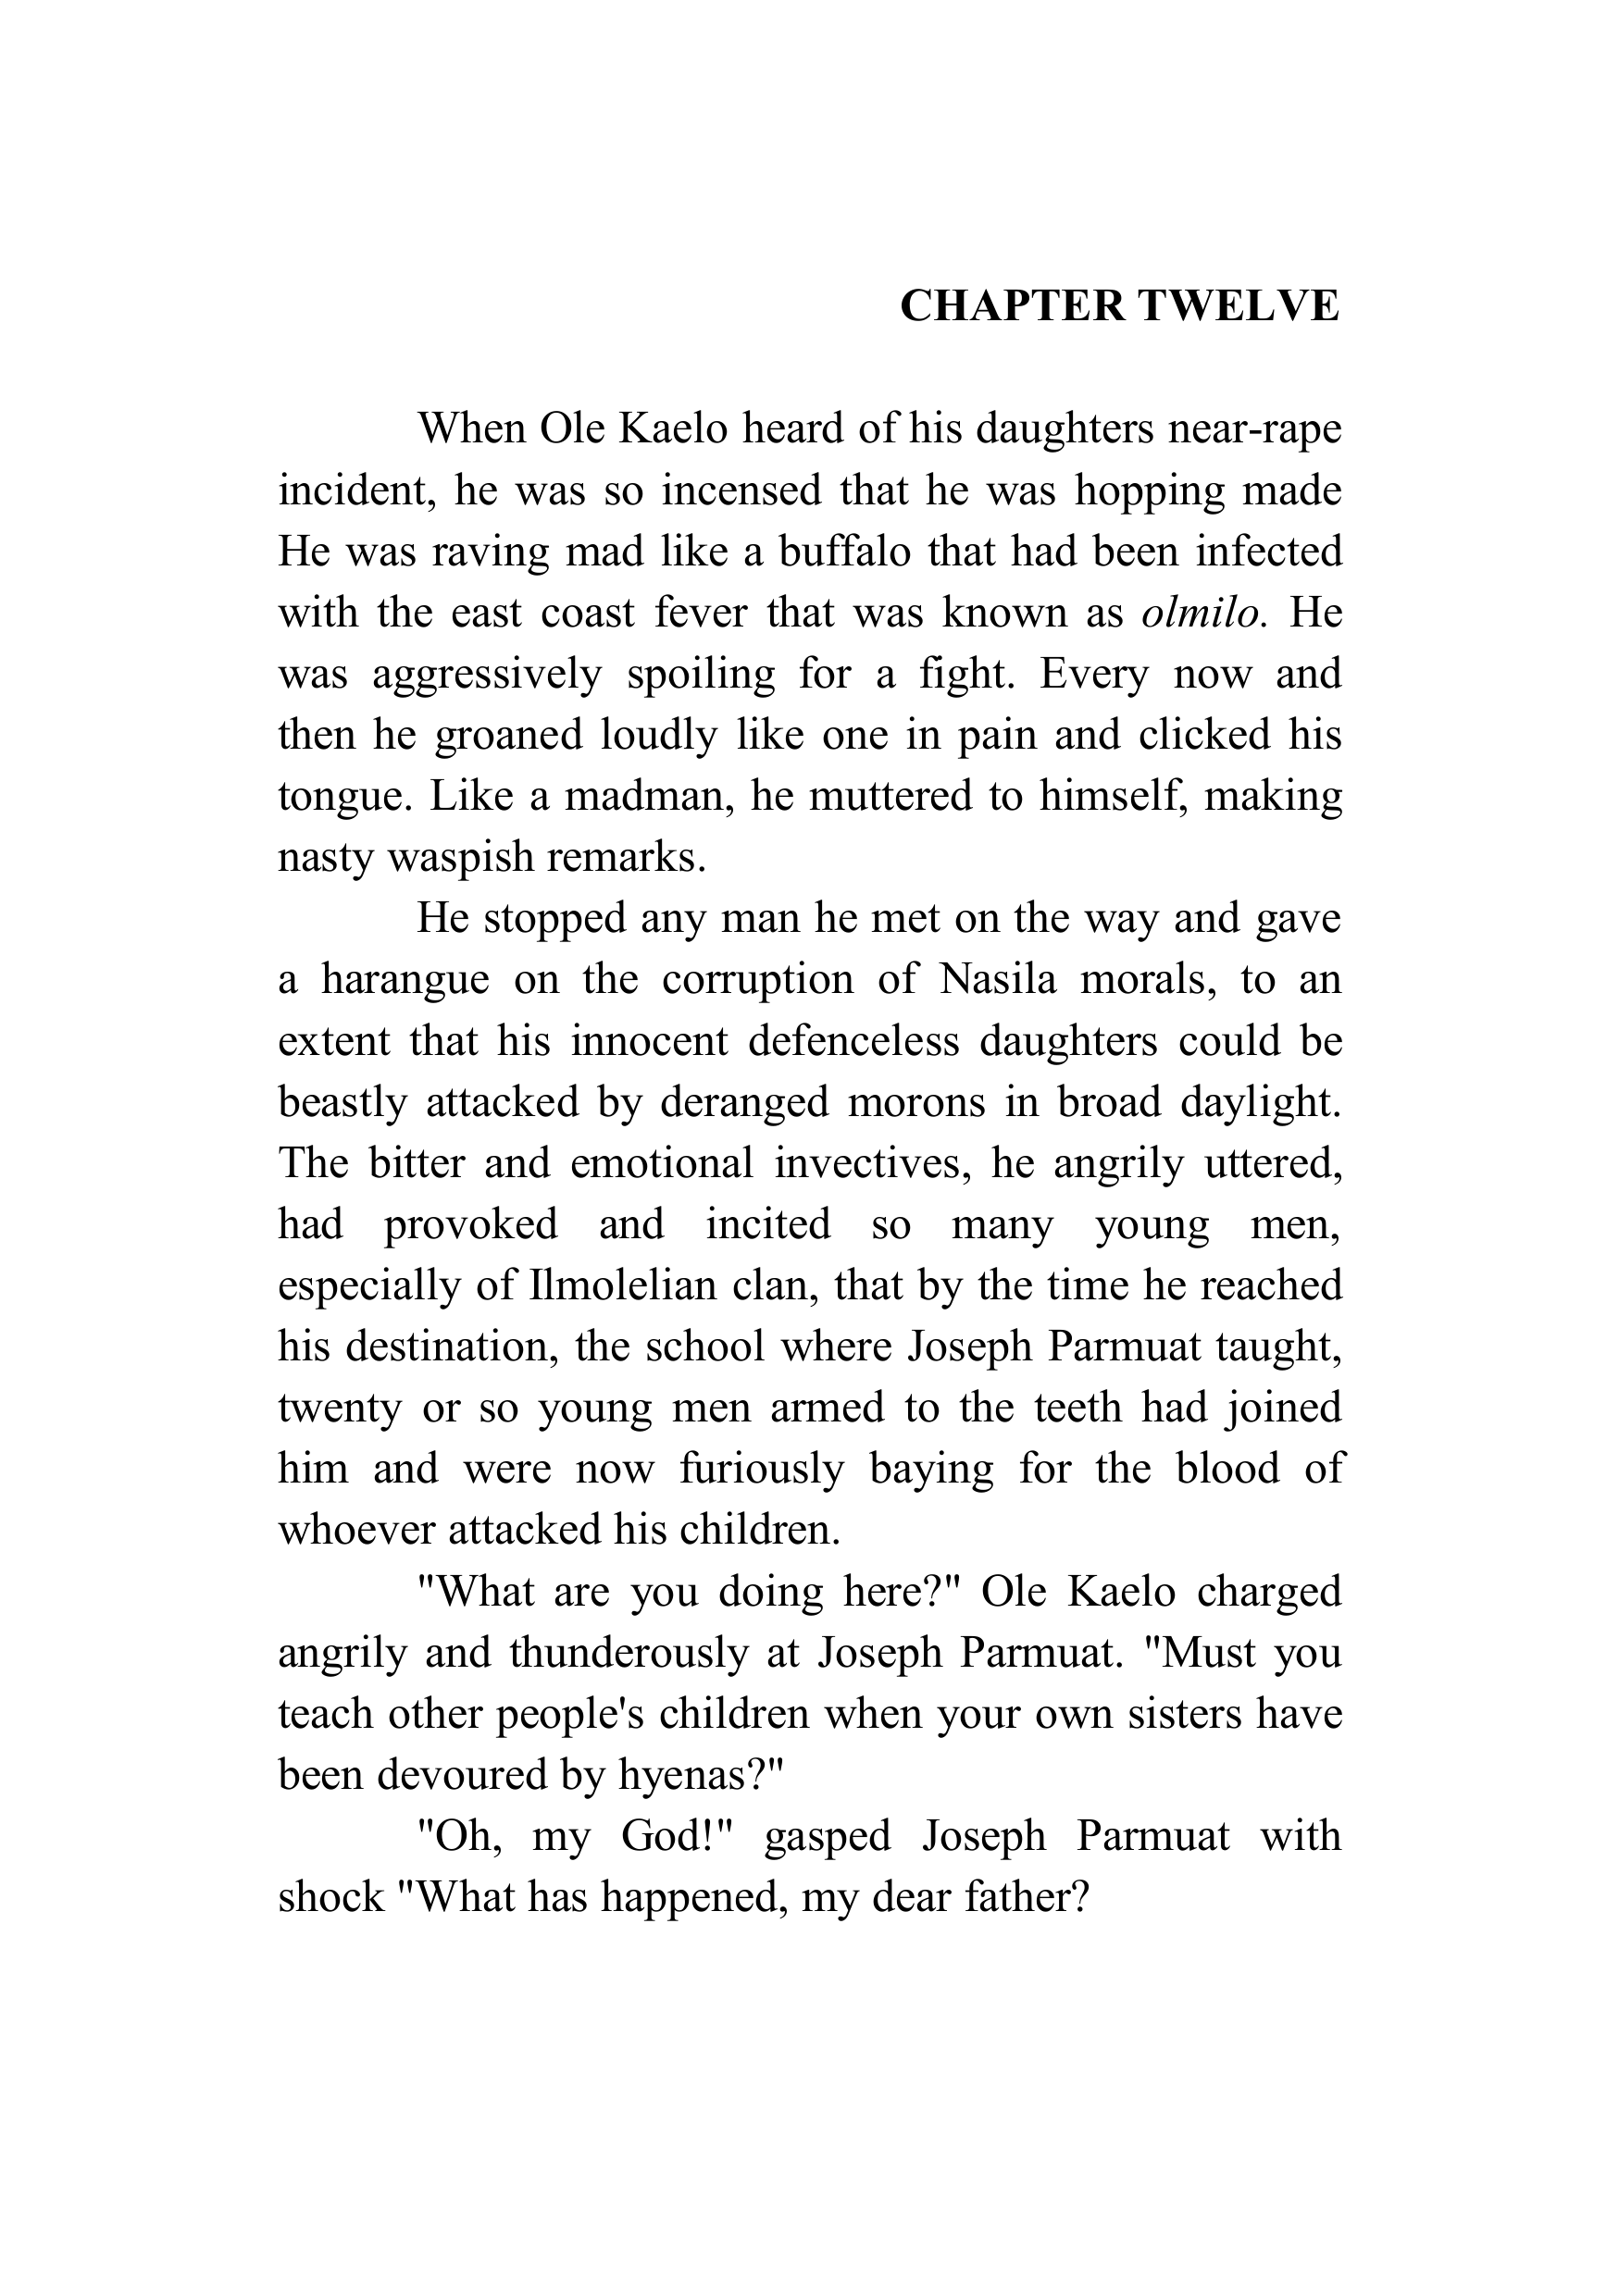 CHAPTER TWELVE
When Ole Kaelo heard of his daughters near-rape
incident, he was so incensed that he was hopping made
He was raving mad like a buffalo that had been infected
with the east coast fever that was known as olmilo. He
was aggressively spoiling for a fight. Every now and
then he groaned loudly like one in pain and clicked his
tongue. Like a madman, he muttered to himself, making
nasty waspish remarks.
He stopped any man he met on the way and gave
a harangue on the corruption of Nasila morals, to an
extent that his innocent defenceless daughters could be
beastly attacked by deranged morons in broad daylight.
The bitter and emotional invectives, he angrily uttered,
had provoked and incited so many young men,
especially of Ilmolelian clan, that by the time he reached
his destination, the school where Joseph Parmuat taught,
twenty or so young men armed to the teeth had joined
him and were now furiously baying for the blood of
whoever attacked his children.
"What are you doing here?" Ole Kaelo charged
angrily and thunderously at Joseph Parmuat. "Must you
teach other people's children when your own sisters have
been devoured by hyenas?"
"Oh, my God!" gasped Joseph Parmuat with
shock "What has happened, my dear father?